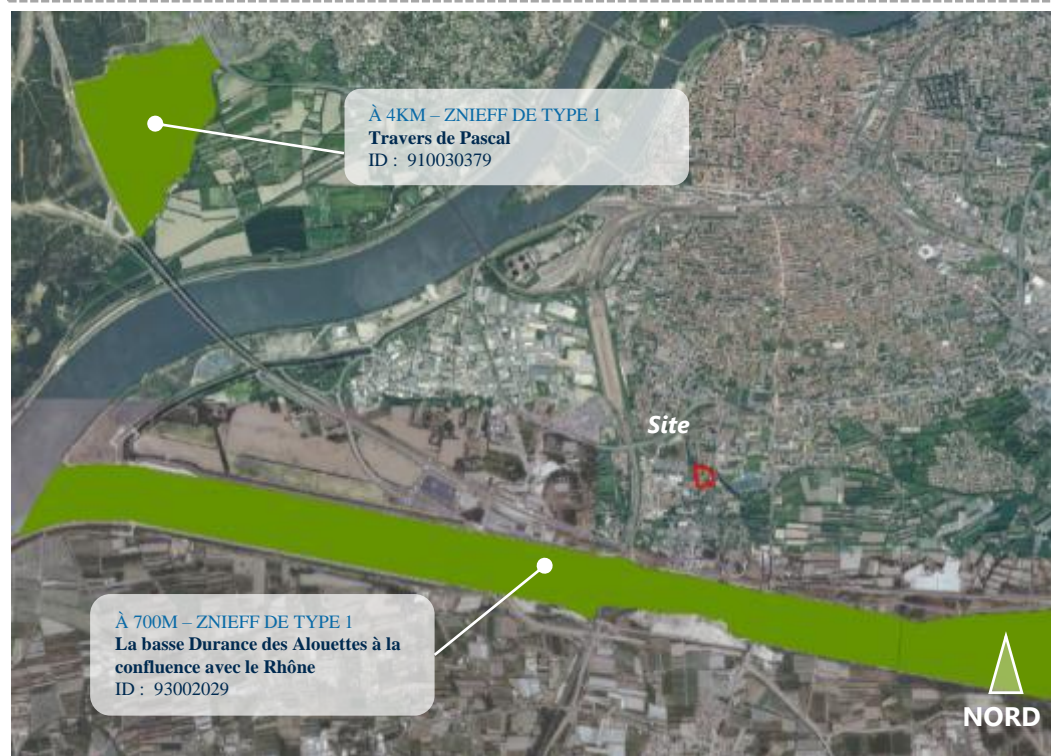 À 4KM – ZNIEFF DE TYPE 1
Travers de Pascal
ID : 910030379
Site
À 700M – ZNIEFF DE TYPE 1
La basse Durance des Alouettes à la
confluence avec le Rhône
ID : 93002029
NORD